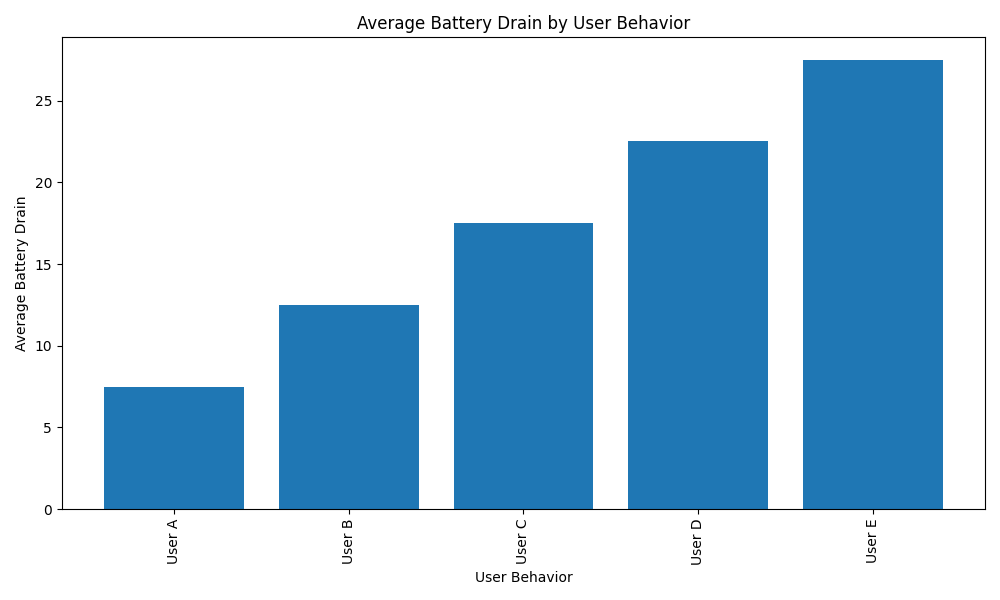 Average Battery Drain by User Behavior
Average Battery Drain
25
20
15
10
5
0
User A
User B
User C
User D
User E
User Behavior